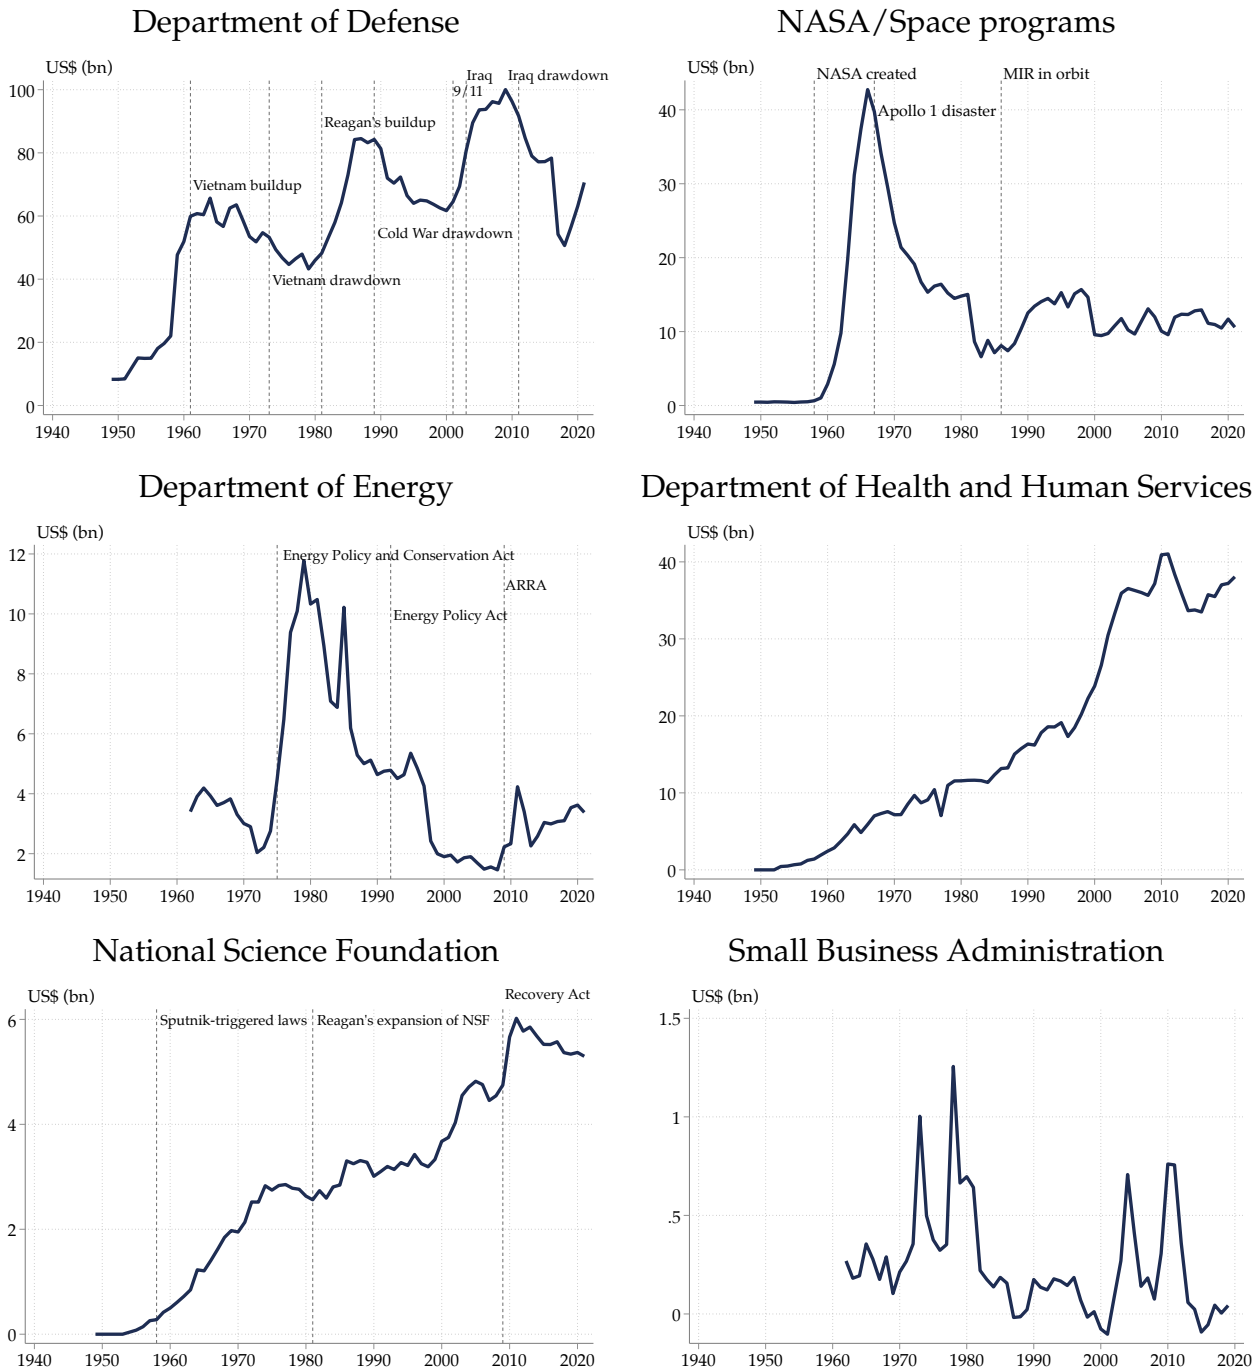 Department of Defense
US$ (bn)
Iraq
Iraq drawdown
9/11
Reagan's buildup
Vietnam buildup
Cold War drawdown
Vietnam drawdown
100
80
60
40
20
0
1940 1950 1960 1970 1980 1990 2000 2010 2020
NASA/Space programs
US$ (bn)
NASA created
MIR in orbit
Apollo 1 disaster
40
30
20
10
0
1940 1950 1960 1970 1980 1990 2000 2010 2020
Department of Energy
US$ (bn)
Energy Policy and Conservation Act
ARRA
Energy Policy Act
12
10
8
6
4
2
1940 1950 1960 1970 1980 1990 2000 2010 2020
Department of Health and Human Services
US$ (bn)
40
30
20
10
0
1940 1950 1960 1970 1980 1990 2000 2010 2020
National Science Foundation
US$ (bn)
Recovery Act
Sputnik-triggered laws
Reagan's expansion of NSF
6
4
2
0
1940 1950 1960 1970 1980 1990 2000 2010 2020
Small Business Administration
US$ (bn)
1.5
1
.5
0
1940 1950 1960 1970 1980 1990 2000 2010 2020